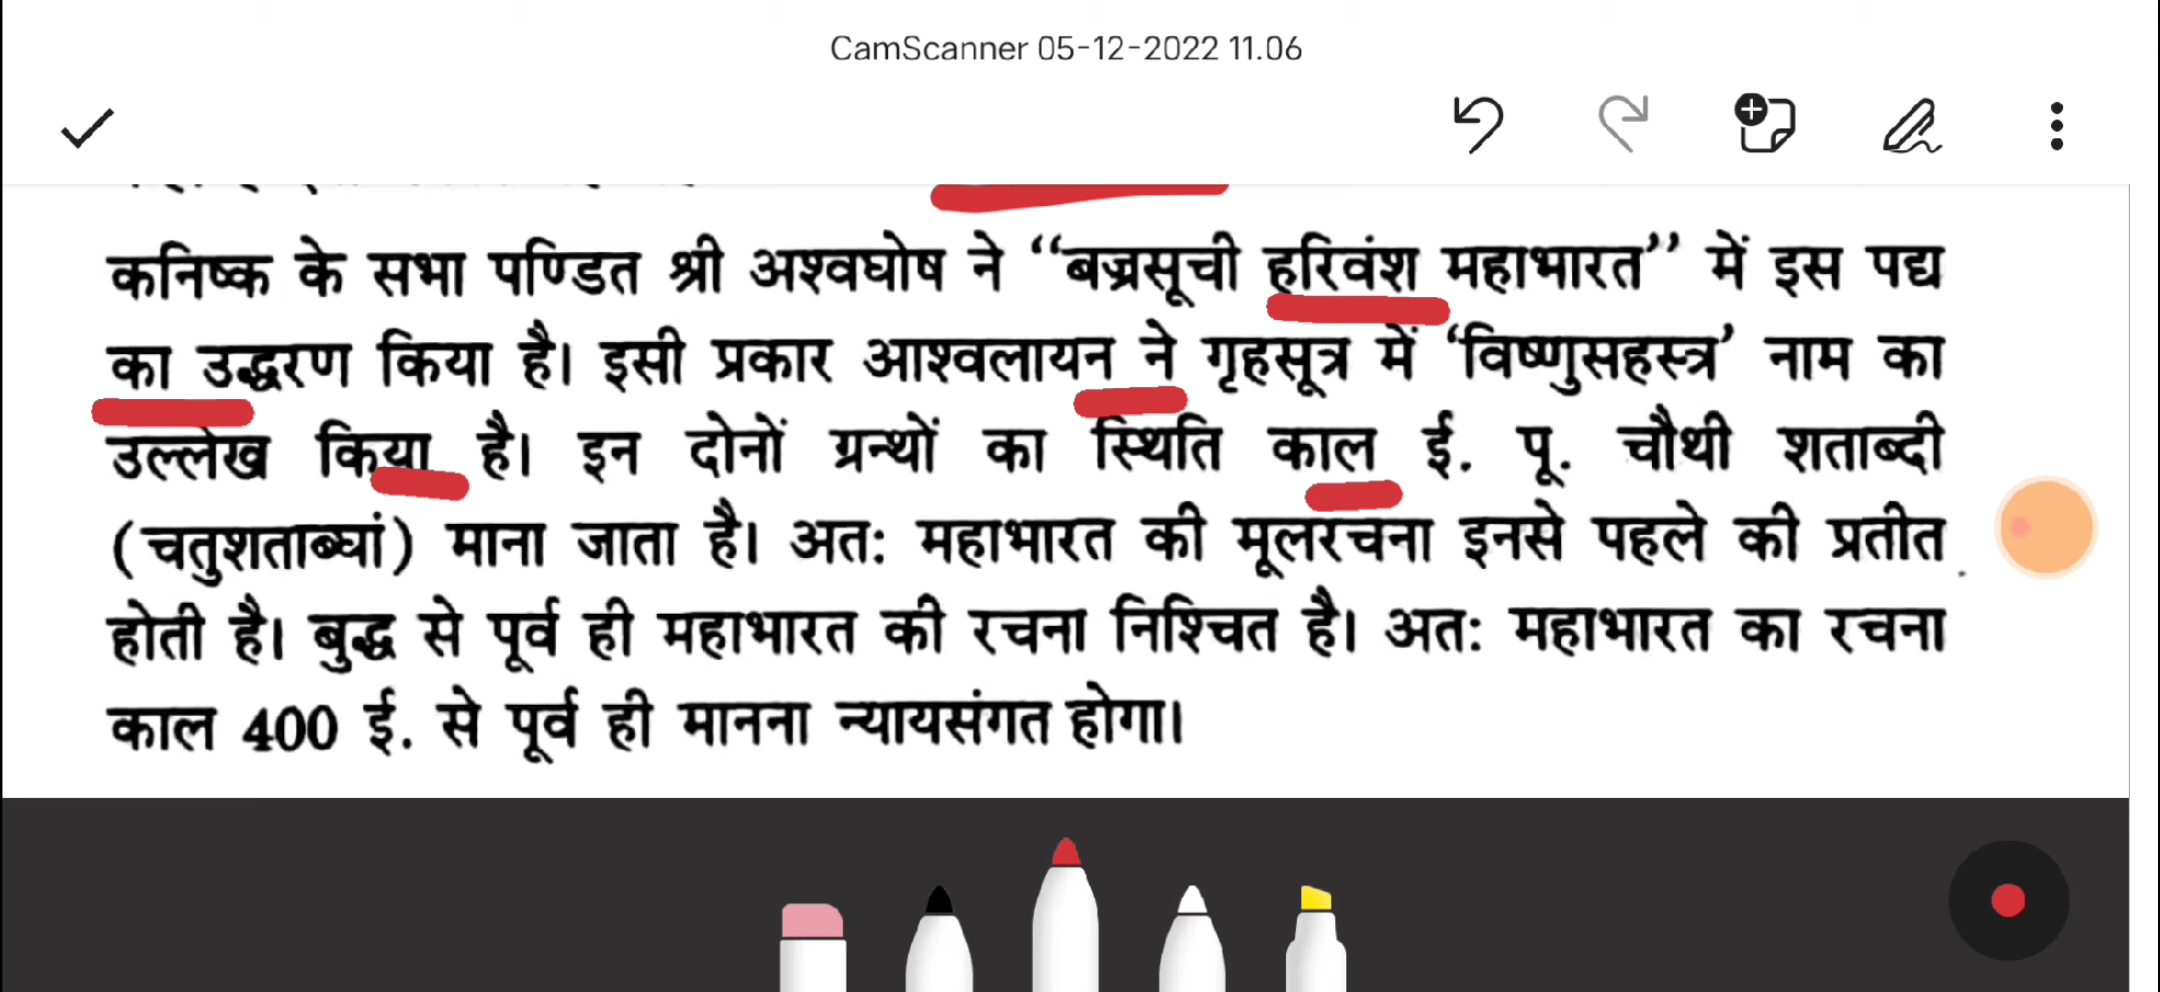 CamScanner 05-12-2022 11.06
कनिष्क के सभा पण्डित श्री अश्वघोष ने ‘‘बज्रसूची हरिवंश महाभारत’’ में इस पद्य
का उद्धरण किया है। इसी प्रकार आश्वलायन ने गृहसूत्र में ‘विष्णुसहस्त्र’ नाम का
उल्लेख किया है। इन दोनों ग्रन्थों का स्थिति काल ई. पू. चौथी शताब्दी
(चतुशताब्घां) माना जाता है। अत: महाभारत की मूलरचना इनसे पहले की प्रतीत
होती है। बुद्ध से पूर्व ही महाभारत की रचना निश्चित है। अत: महाभारत का रचना
काल 400 ई. से पूर्व ही मानना न्यायसंगत होगा।